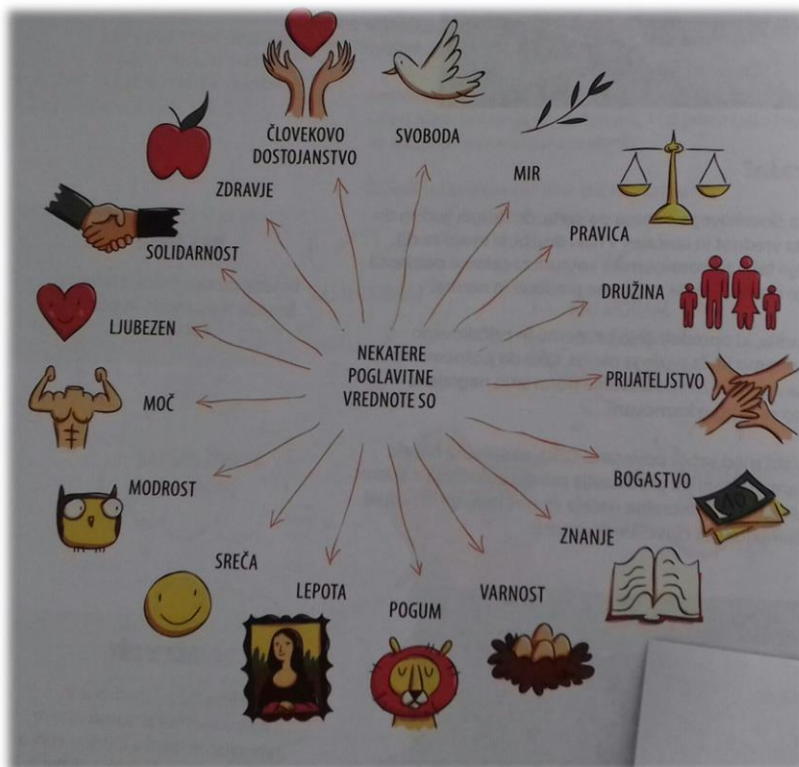 ČLOVEKOVO
DOSTOJANSTVO
SVOBODA
MIR
PRAVICA
DRUŽINA
PRIJATELJSTVO
BOGASTVO
10
ZNANJE
VARNOST
POGUM
LEPOTA
SREČA
MODROST
MOČ
LJUBEZEN
SOLIDARNOST
ZDRAVJE
NEKATERE
POGLAVITNE
VREDNOTE SO